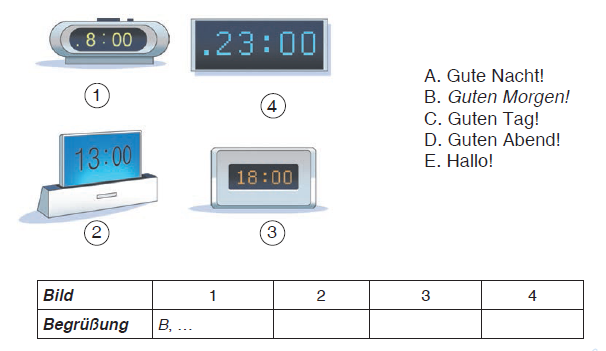 .8:00
①
.23:00
④
13:00
②
18:00
③
A. Gute Nacht!
B. Guten Morgen!
C. Guten Tag!
D. Guten Abend!
E. Hallo!
Bild 1 2 3 4
Begrüßung B, ...